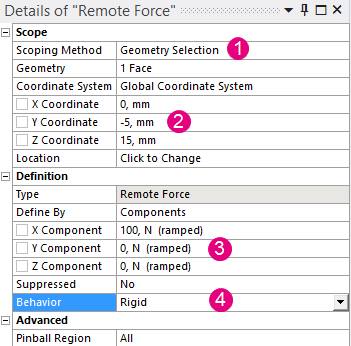 Details of "Remote Force"
Scope
Scoping Method Geometry Selection 1
Geometry 1 Face
Coordinate System Global Coordinate System
X Coordinate 0, mm
Y Coordinate -5, mm 2
Z Coordinate 15, mm
Location Click to Change
Definition
Type Remote Force
Define By Components
X Component 100, N (ramped)
Y Component 0, N (ramped) 3
Z Component 0, N (ramped)
Suppressed No
Behavior Rigid 4
Advanced
Pinball Region All